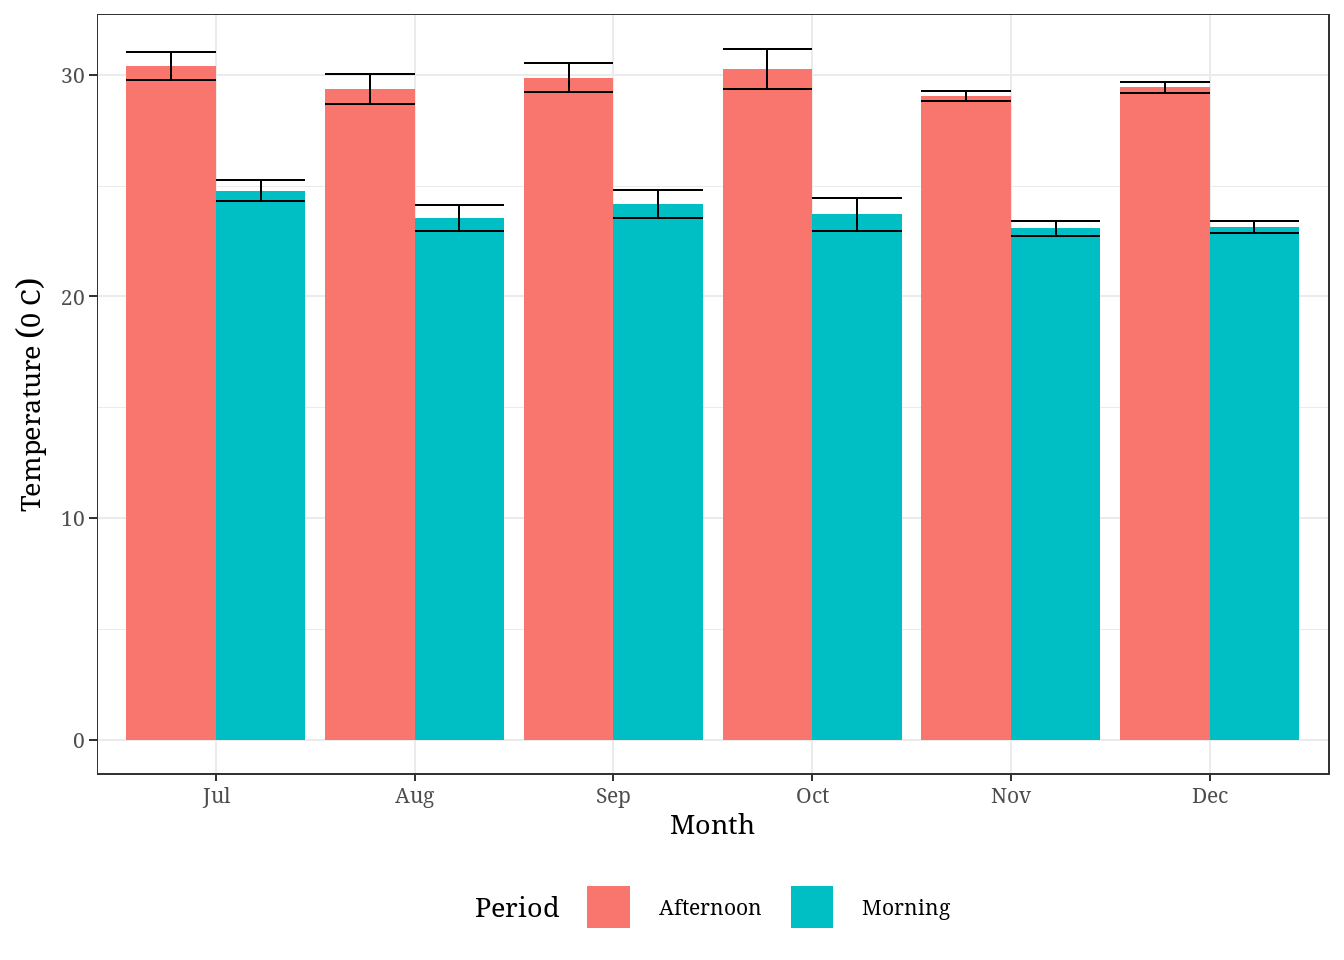 30
20
10
0
Temperature (0 C)
Jul Aug Sep Oct Nov Dec
Month
Period Afternoon Morning